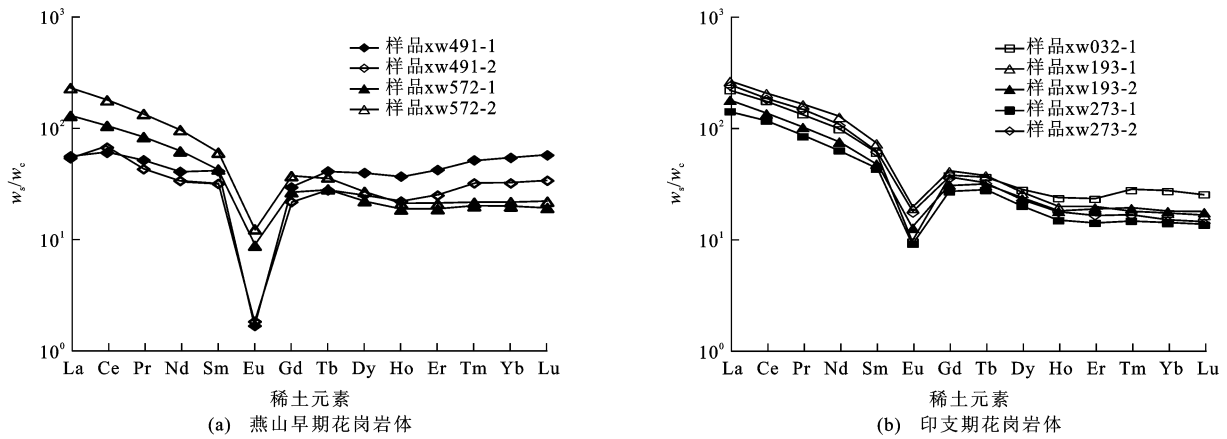 10³
样品xw491-1
样品xw491-2
样品xw572-1
样品xw572-2
10²
wₛ/w꜀
10¹
10⁰
La Ce Pr Nd Sm Eu Gd Tb Dy Ho Er Tm Yb Lu
稀土元素
(a) 燕山早期花岗岩体
10³
样品xw032-1
样品xw193-1
样品xw193-2
样品xw273-1
样品xw273-2
10²
wₛ/w꜀
10¹
10⁰
La Ce Pr Nd Sm Eu Gd Tb Dy Ho Er Tm Yb Lu
稀土元素
(b) 印支期花岗岩体